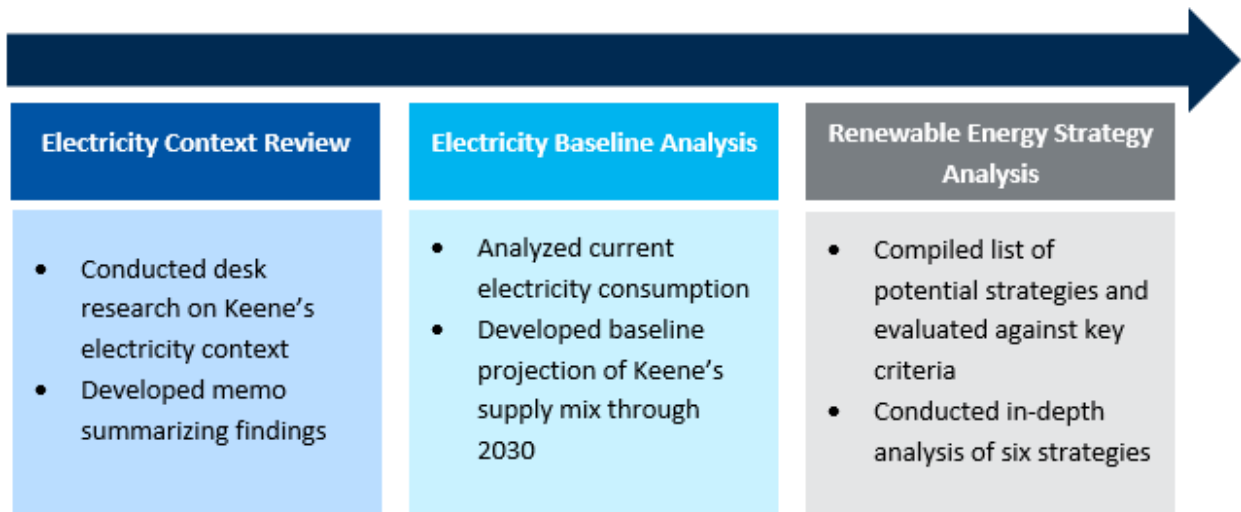 Electricity Context Review
• Conducted desk
research on Keene's
electricity context
• Developed memo
summarizing findings
Electricity Baseline Analysis
• Analyzed current
electricity consumption
• Developed baseline
projection of Keene's
supply mix through
2030
Renewable Energy Strategy
Analysis
• Compiled list of
potential strategies and
evaluated against key
criteria
• Conducted in-depth
analysis of six strategies